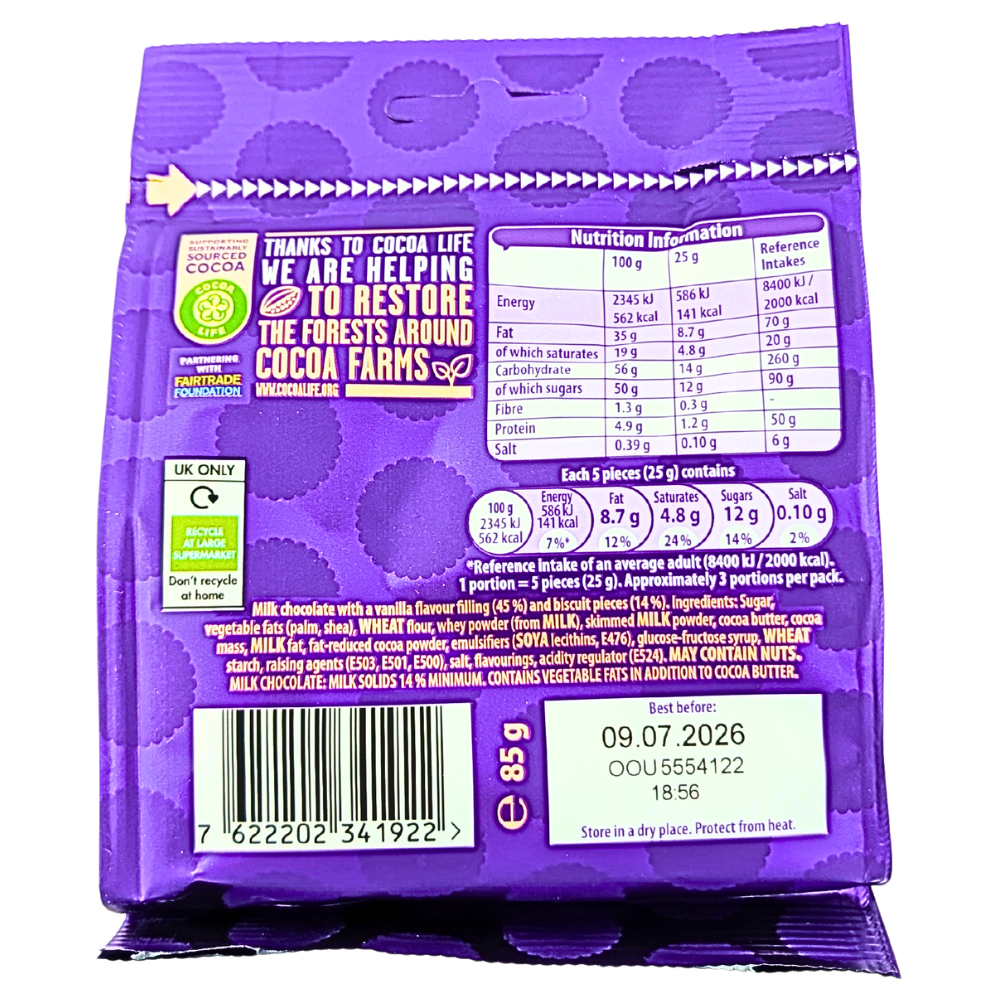 SUPPORTING
SUSTAINABLY
SOURCED
COCOA
COCOA
LIFE
PARTNERING
WITH
FAIRTRADE
FOUNDATION
THANKS TO COCOA LIFE
WE ARE HELPING
TO RESTORE
THE FORESTS AROUND
COCOA FARMS
WWW.COCOALIFE.ORG
Nutrition Information
100 g 25 g Reference Intakes
Energy 2345 kJ 586 kJ 8400 kJ /
562 kcal 141 kcal 2000 kcal
Fat 35 g 8.7 g 70 g
of which saturates 19 g 4.8 g 20 g
Carbohydrate 56 g 14 g 260 g
of which sugars 50 g 12 g 90 g
Fibre 1.3 g 0.3 g -
Protein 4.9 g 1.2 g 50 g
Salt 0.39 g 0.10 g 6 g
Each 5 pieces (25 g) contains
100 g
2345 kJ
562 kcal
Energy
586 kJ
141 kcal
7%*
Fat
8.7 g
12%
Saturates
4.8 g
24%
Sugars
12 g
14%
Salt
0.10 g
2%
*Reference intake of an average adult (8400 kJ / 2000 kcal).
1 portion = 5 pieces (25 g). Approximately 3 portions per pack.
UK ONLY
RECYCLE
AT LARGE
SUPERMARKET
Don't recycle
at home
Milk chocolate with a vanilla flavour filling (45 %) and biscuit pieces (14 %). Ingredients: Sugar,
vegetable fats (palm, shea), WHEAT flour, whey powder (from MILK), skimmed MILK powder, cocoa butter, cocoa
mass, MILK fat, fat-reduced cocoa powder, emulsifiers (SOYA lecithins, E476), glucose-fructose syrup, WHEAT
starch, raising agents (E503, E501, E500), salt, flavourings, acidity regulator (E524). MAY CONTAIN NUTS.
MILK CHOCOLATE: MILK SOLIDS 14 % MINIMUM. CONTAINS VEGETABLE FATS IN ADDITION TO COCOA BUTTER.
7 622202 341922 >
e 85 g
Best before:
09.07.2026
OOU5554122
18:56
Store in a dry place. Protect from heat.